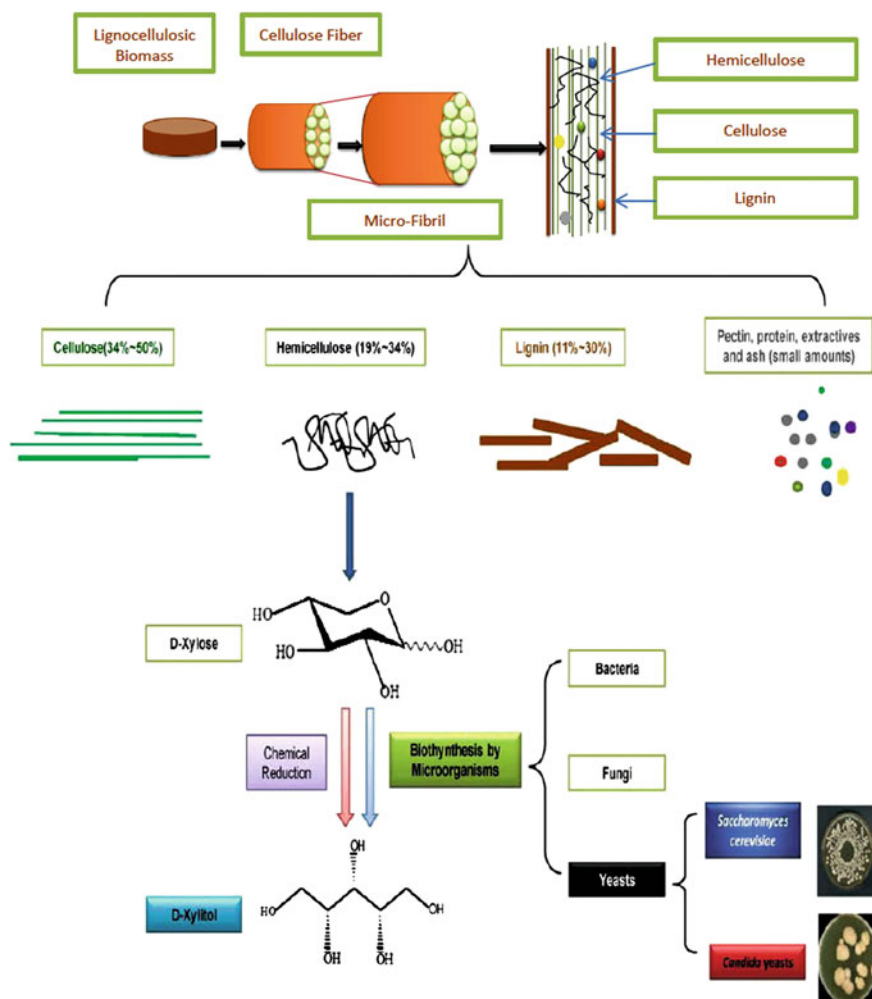 Lignocellulosic
Biomass
Cellulose Fiber
Hemicellulose
Cellulose
Lignin
Micro-Fibril
Cellulose(34%~50%)
Hemicellulose (19%~34%)
Lignin (11%~30%)
Pectin, protein, extractives
and ash (small amounts)
D-Xylose
HO
O
HO
OH
OH
Chemical
Reduction
Biothynthesis by
Microorganisms
Bacteria
Fungi
Yeasts
Saccharomyces
cerevisiae
Candida yeasts
D-Xylitol
OH
HO
OH
OH
OH